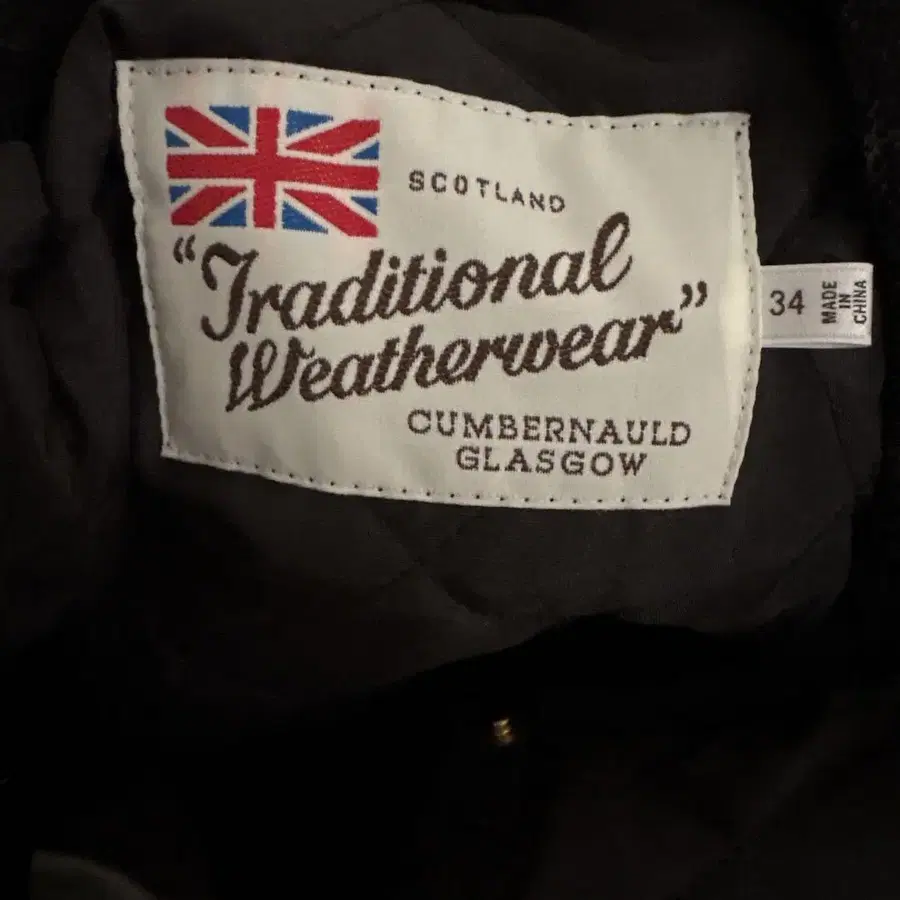 SCOTLAND
"Traditional
Weatherwear"
CUMBERNAULD
GLASGOW
34
MADE
IN
CHINA